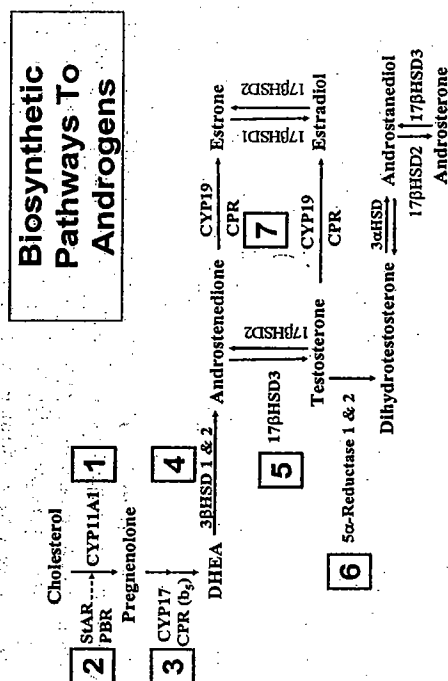 Biosynthetic
Pathways To
Androgens
Cholesterol
2
StAR
PBR
CYP11A1
1
Pregnenolone
3
CYP17
CPR (b5)
4
DHEA
3βHSD 1 & 2
Androstenedione
CYP19
CPR
Estrone
7
5
17βHSD3
17βHSD2
17βHSD1
17βHSD2
Testosterone
CYP19
CPR
Estradiol
6
5α-Reductase 1 & 2
Dihydrotestosterone
3αHSD
Androstanediol
17βHSD2
17βHSD3
Androsterone